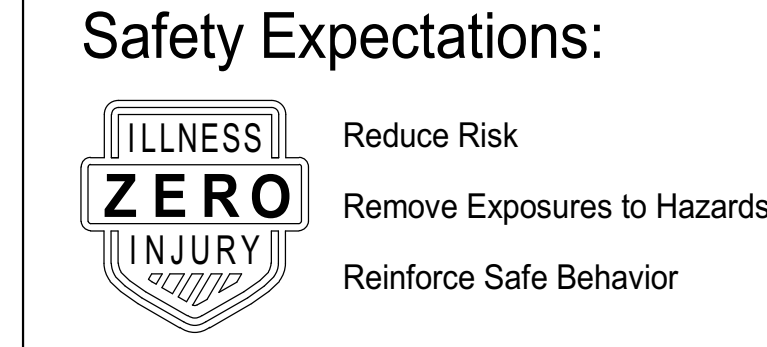 Safety Expectations:
ILLNESS
ZERO
INJURY
Reduce Risk
Remove Exposures to Hazards
Reinforce Safe Behavior